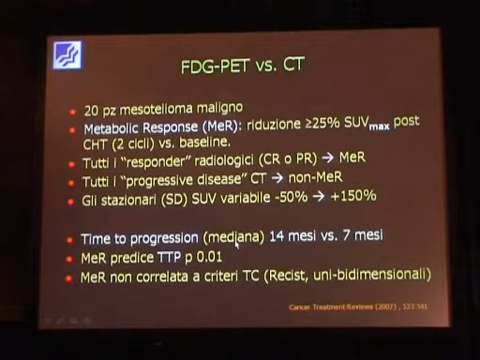 FDG-PET vs. CT
20 pz mesotelioma maligno
Metabolic Response (MeR): riduzione ≥25% SUVmax post
CHT (2 cicli) vs. baseline.
Tutti i "responder" radiologici (CR o PR) → MeR
Tutti i "progressive disease" CT → non-MeR
Gli stazionari (SD) SUV variabile -50% → +150%
Time to progression (mediana) 14 mesi vs. 7 mesi
MeR predice TTP p 0.01
MeR non correlata a criteri TC (Recist, uni-bidimensionali)
Cancer Treatment Reviews (2007) , 533 541